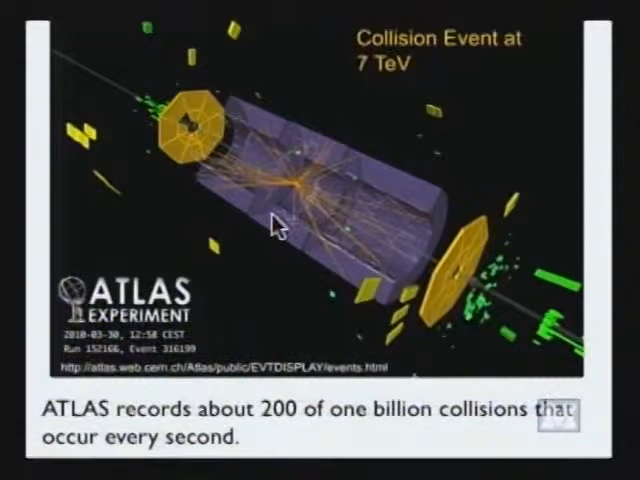 Collision Event at
7 TeV
ATLAS
EXPERIMENT
2010-03-30, 12:58 CEST
Run 152166, Event 316199
http://atlas.web.cern.ch/Atlas/public/EVTDISPLAY/events.html
ATLAS records about 200 of one billion collisions that
occur every second.